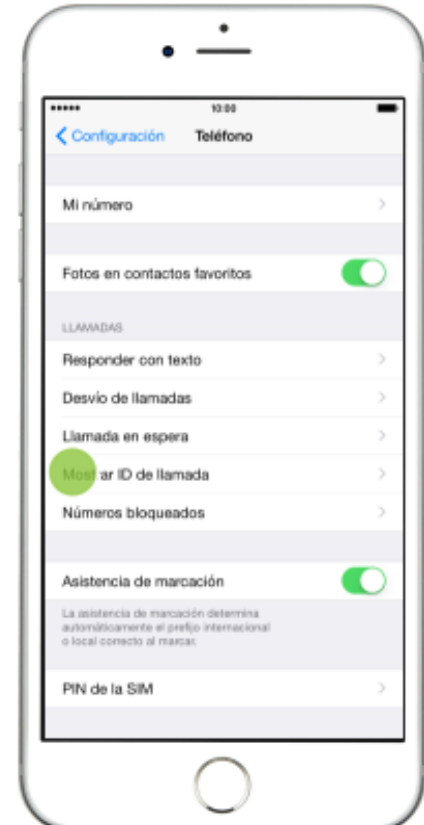 10:00
Configuración Teléfono
Mi número
Fotos en contactos favoritos
LLAMADAS
Responder con texto
Desvío de llamadas
Llamada en espera
Mostrar ID de llamada
Números bloqueados
Asistencia de marcación
La asistencia de marcación determina
automáticamente el prefijo internacional
o local correcto al marcar.
PIN de la SIM